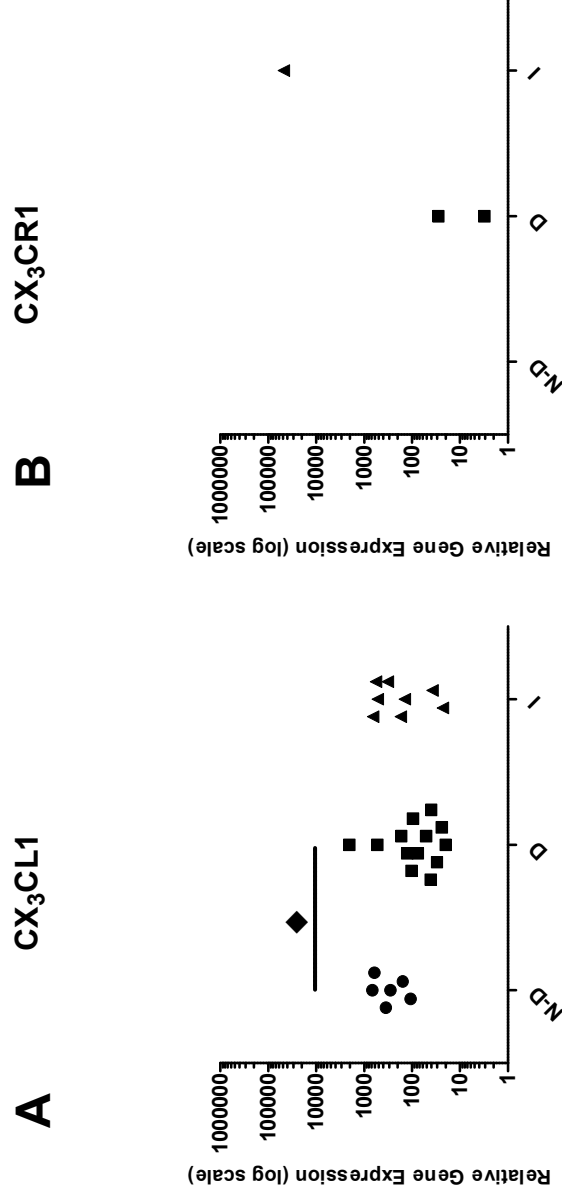 A
CX₃CL1
Relative Gene Expression (log scale)
1000000
100000
10000
1000
100
10
1
N-D
D
I
B
CX₃CR1
Relative Gene Expression (log scale)
1000000
100000
10000
1000
100
10
1
N-D
D
I